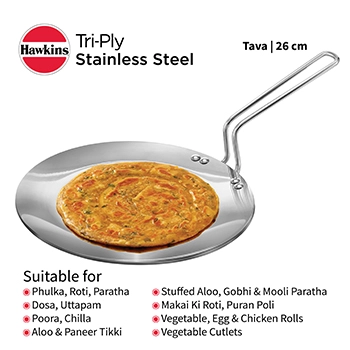 Hawkins
Tri-Ply
Stainless Steel
Tava | 26 cm
Suitable for
Phulka, Roti, Paratha
Dosa, Uttapam
Poora, Chilla
Aloo & Paneer Tikki
Stuffed Aloo, Gobhi & Mooli Paratha
Makai Ki Roti, Puran Poli
Vegetable, Egg & Chicken Rolls
Vegetable Cutlets